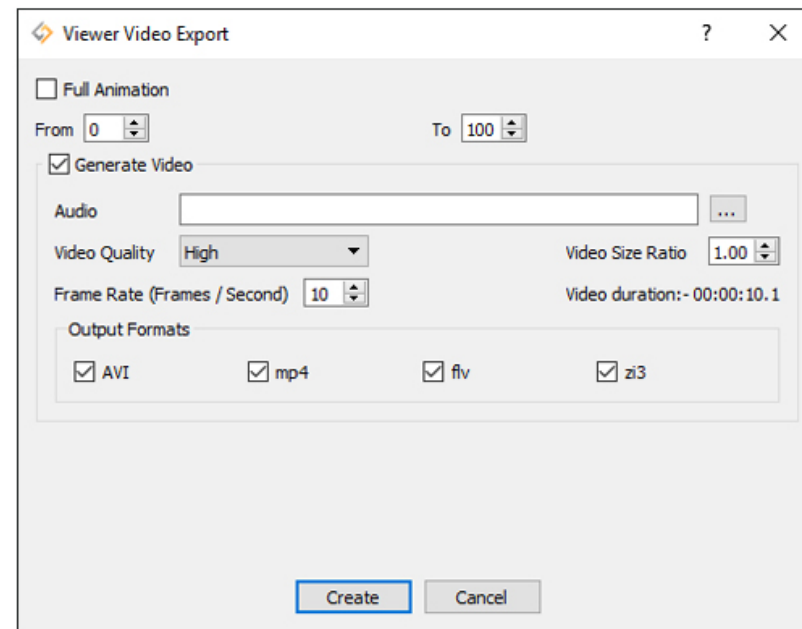 Viewer Video Export ?
Full Animation
From 0 To 100
Generate Video
Audio ...
Video Quality High Video Size Ratio 1.00
Frame Rate (Frames / Second) 10 Video duration:- 00:00:10.1
Output Formats
AVI mp4 flv zi3
Create Cancel